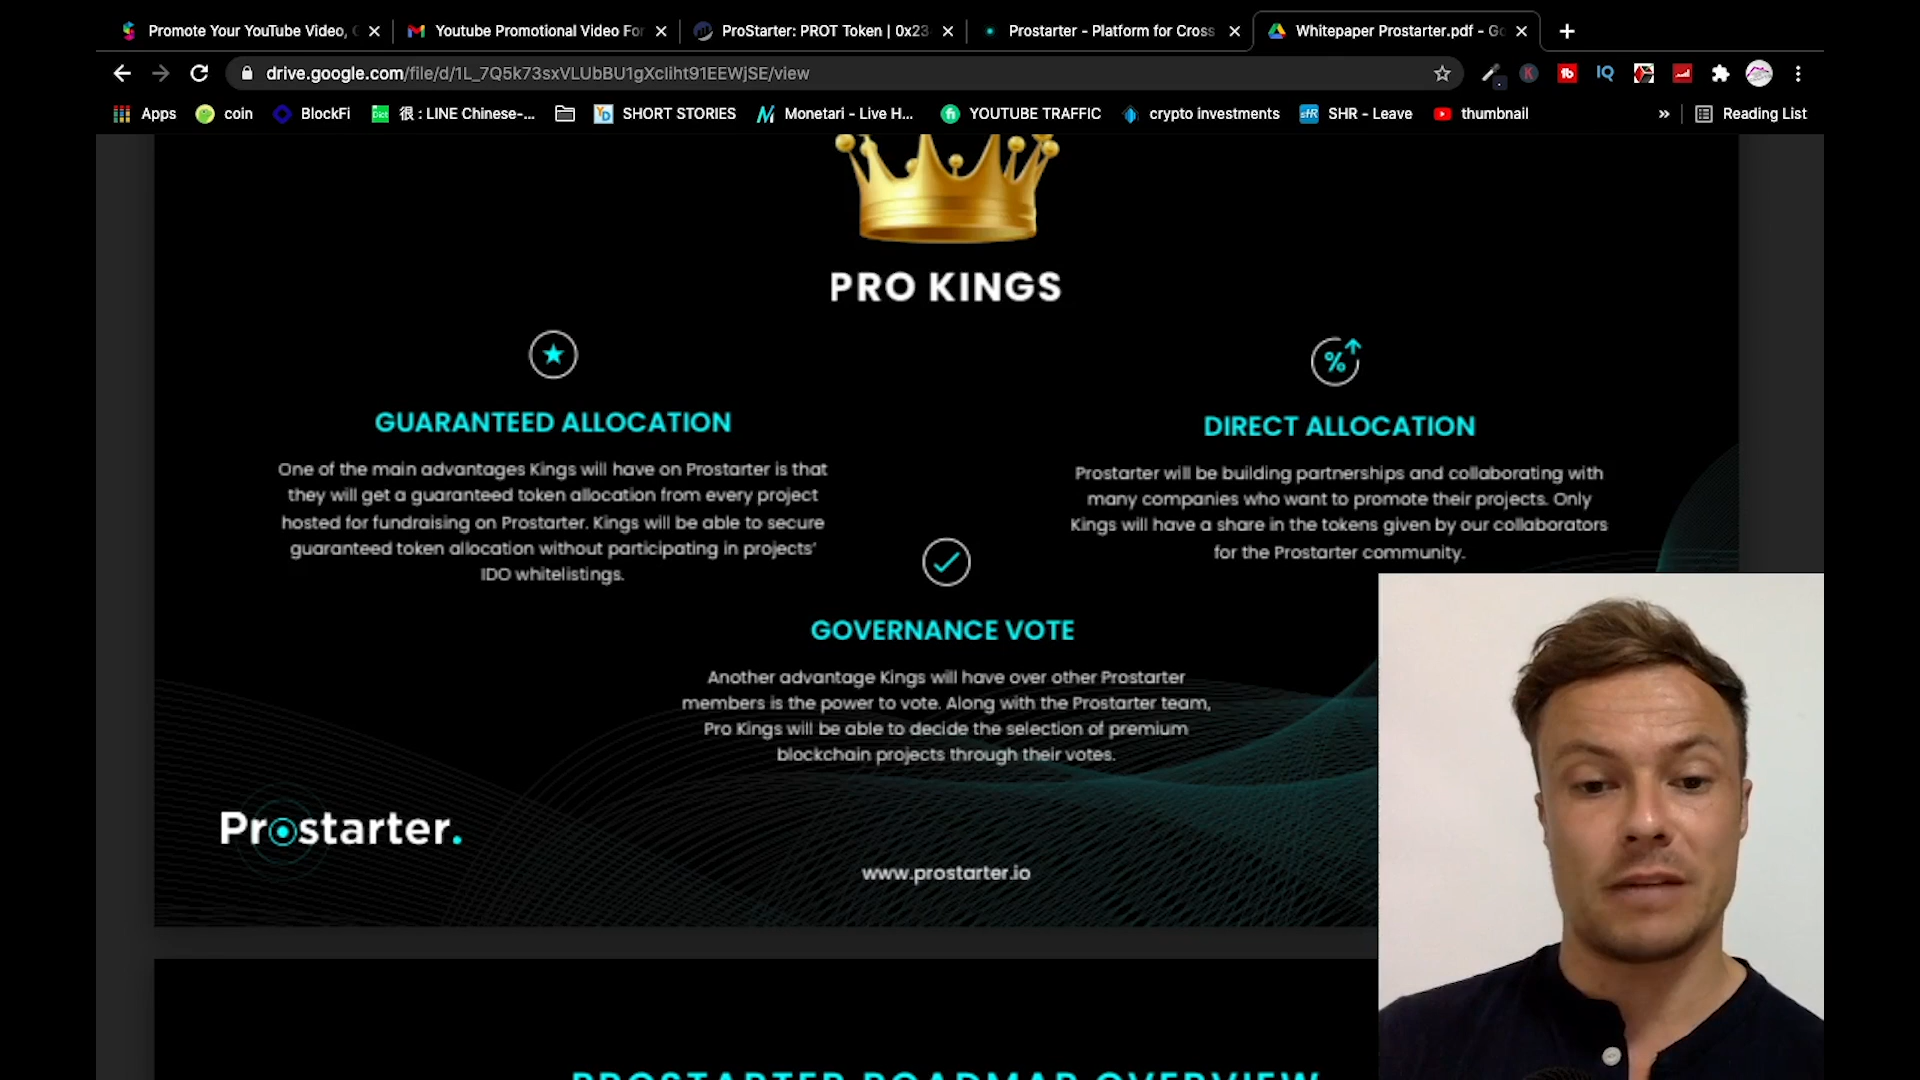 Promote Your YouTube Video,
Youtube Promotional Video For
ProStarter: PROT Token | 0x23
Prostarter - Platform for Cross
Whitepaper Prostarter.pdf - Go
drive.google.com/file/d/1L_7Q5k73sxVLUbBU1gXcliht91EEWjSE/view
Apps
coin
BlockFi
很 : LINE Chinese-...
SHORT STORIES
Monetari - Live H...
YOUTUBE TRAFFIC
crypto investments
SHR - Leave
thumbnail
»
Reading List
PRO KINGS
GUARANTEED ALLOCATION
One of the main advantages Kings will have on Prostarter is that
they will get a guaranteed token allocation from every project
hosted for fundraising on Prostarter. Kings will be able to secure
guaranteed token allocation without participating in projects'
IDO whitelistings.
%
DIRECT ALLOCATION
Prostarter will be building partnerships and collaborating with
many companies who want to promote their projects. Only
Kings will have a share in the tokens given by our collaborators
for the Prostarter community.
GOVERNANCE VOTE
Another advantage Kings will have over other Prostarter
members is the power to vote. Along with the Prostarter team,
Pro Kings will be able to decide the selection of premium
blockchain projects through their votes.
Prostarter.
www.prostarter.io
PROSTARTER ROADMAP OVERVIEW